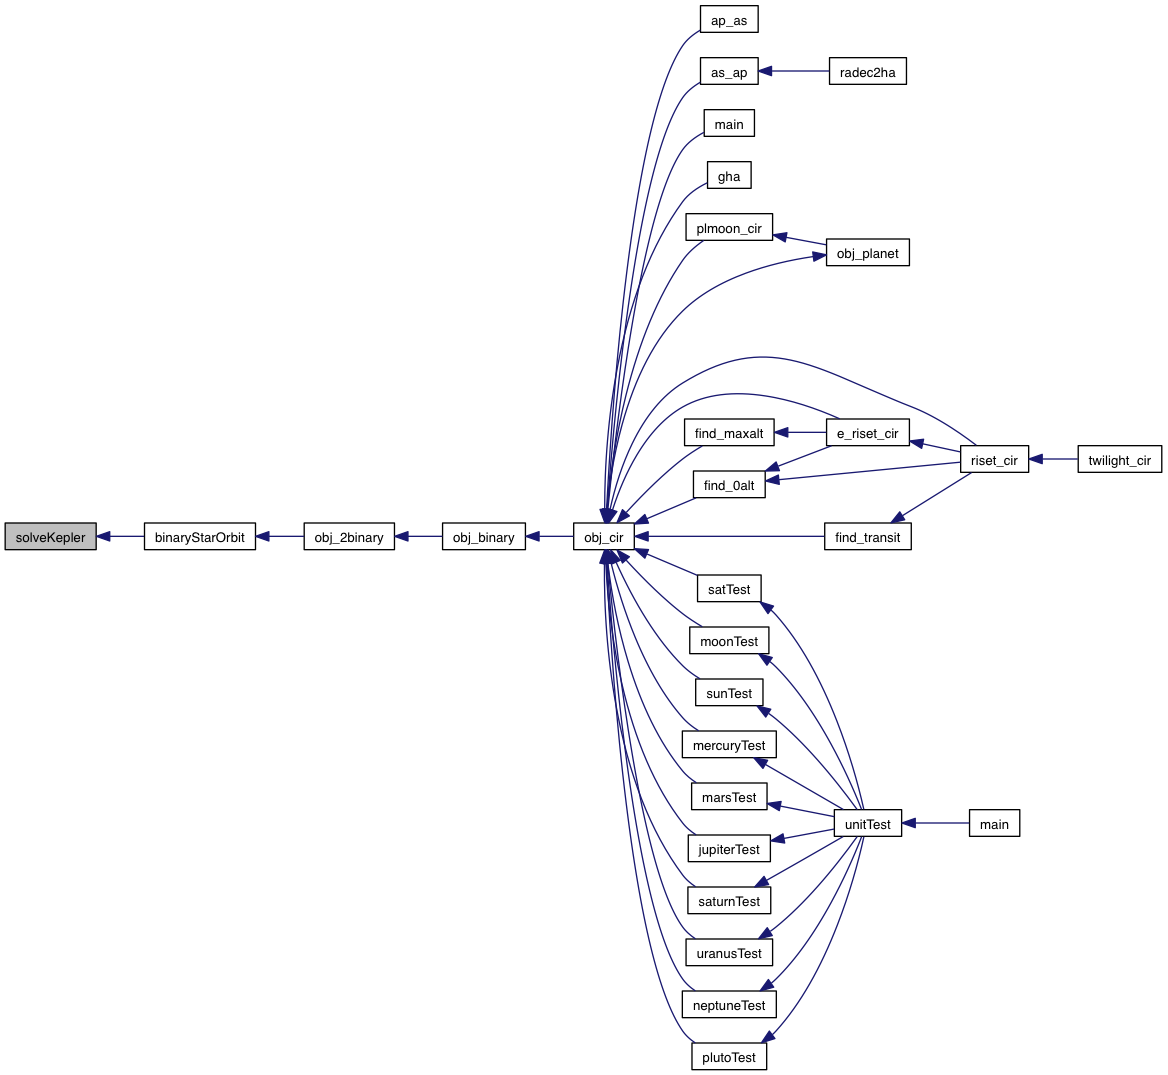 ap_as
as_ap
radec2ha
main
gha
plmoon_cir
obj_planet
find_maxalt
e_riset_cir
riset_cir
twilight_cir
find_0alt
solveKepler
binaryStarOrbit
obj_2binary
obj_binary
obj_cir
find_transit
satTest
moonTest
sunTest
mercuryTest
marsTest
unitTest
main
jupiterTest
saturnTest
uranusTest
neptuneTest
plutoTest